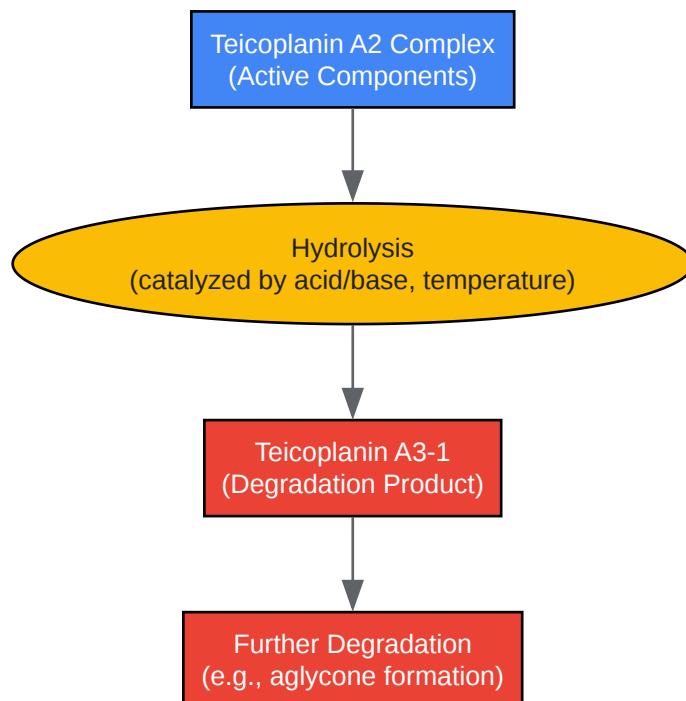 Teicoplanin A2 Complex
(Active Components)
Hydrolysis
(catalyzed by acid/base, temperature)
Teicoplanin A3-1
(Degradation Product)
Further Degradation
(e.g., aglycone formation)